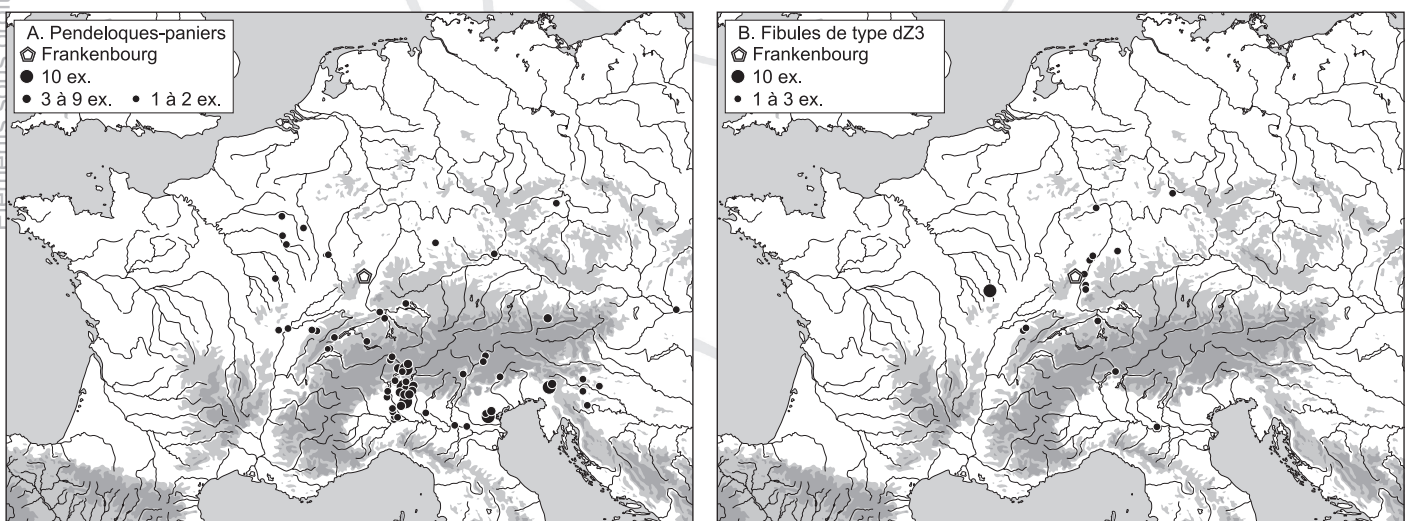 A. Pendeloques-paniers
Frankenbourg
10 ex.
3 à 9 ex. 1 à 2 ex.
B. Fibules de type dZ3
Frankenbourg
10 ex.
1 à 3 ex.